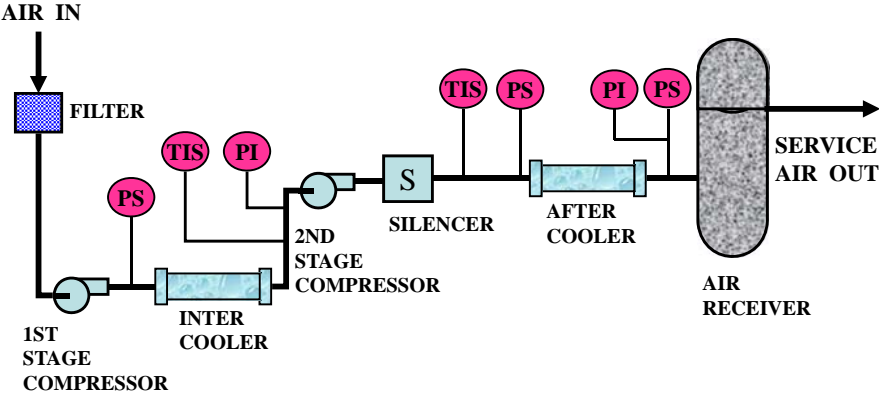 AIR IN
FILTER
TIS
PS
PI
PS
TIS
PI
PS
S
SERVICE
AIR OUT
SILENCER
AFTER
COOLER
2ND
STAGE
COMPRESSOR
AIR
RECEIVER
INTER
COOLER
1ST
STAGE
COMPRESSOR